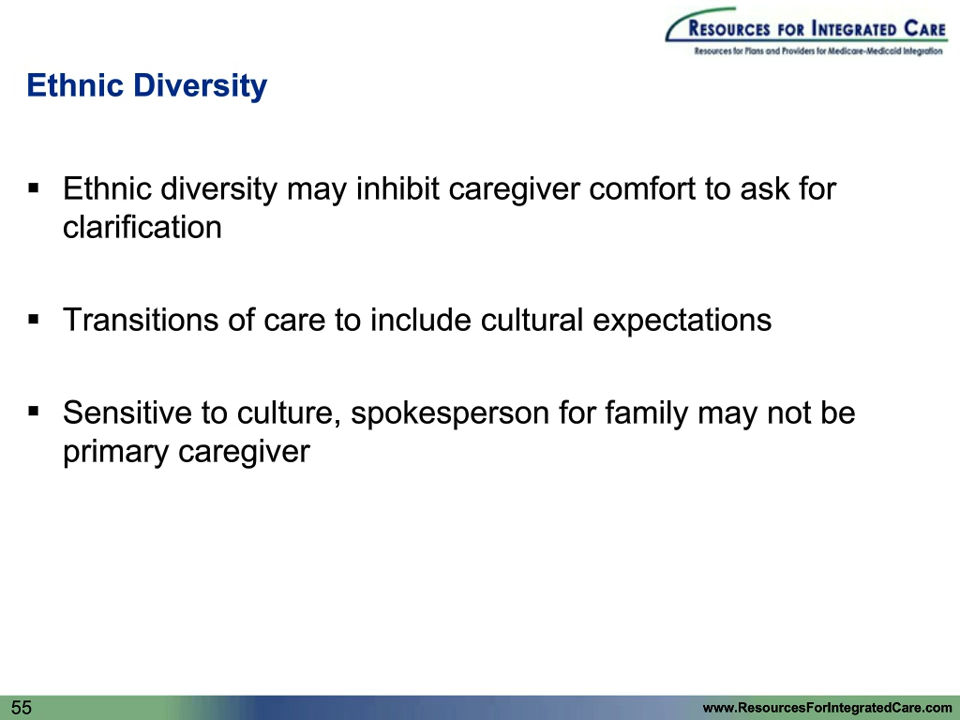 RESOURCES FOR INTEGRATED CARE
Resources for Plans and Providers for Medicare-Medicaid Integration
Ethnic Diversity
▪ Ethnic diversity may inhibit caregiver comfort to ask for
clarification
▪ Transitions of care to include cultural expectations
▪ Sensitive to culture, spokesperson for family may not be
primary caregiver
55
www.ResourcesForIntegratedCare.com